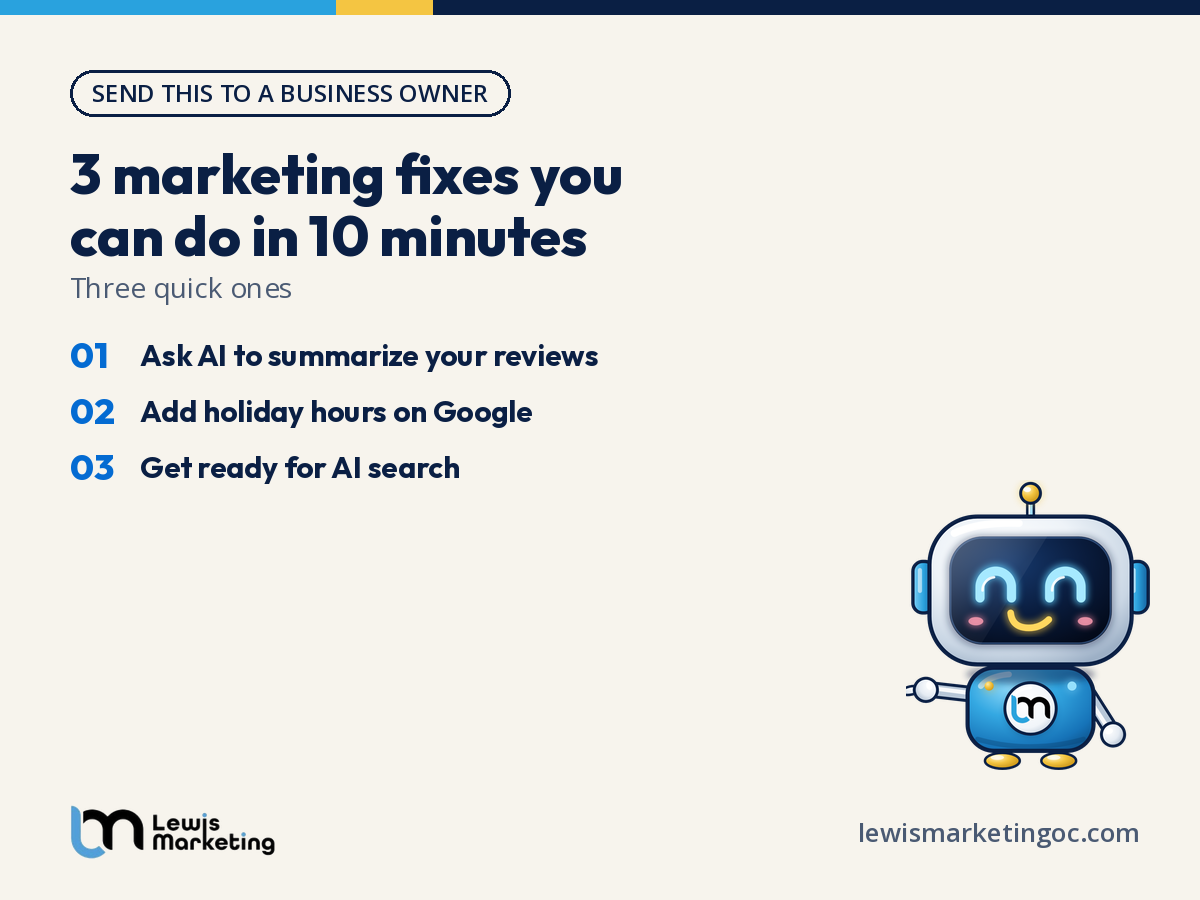 SEND THIS TO A BUSINESS OWNER
3 marketing fixes you
can do in 10 minutes
Three quick ones
01 Ask AI to summarize your reviews
02 Add holiday hours on Google
03 Get ready for AI search
bm
bm Lewis
Marketing
lewismarketingoc.com